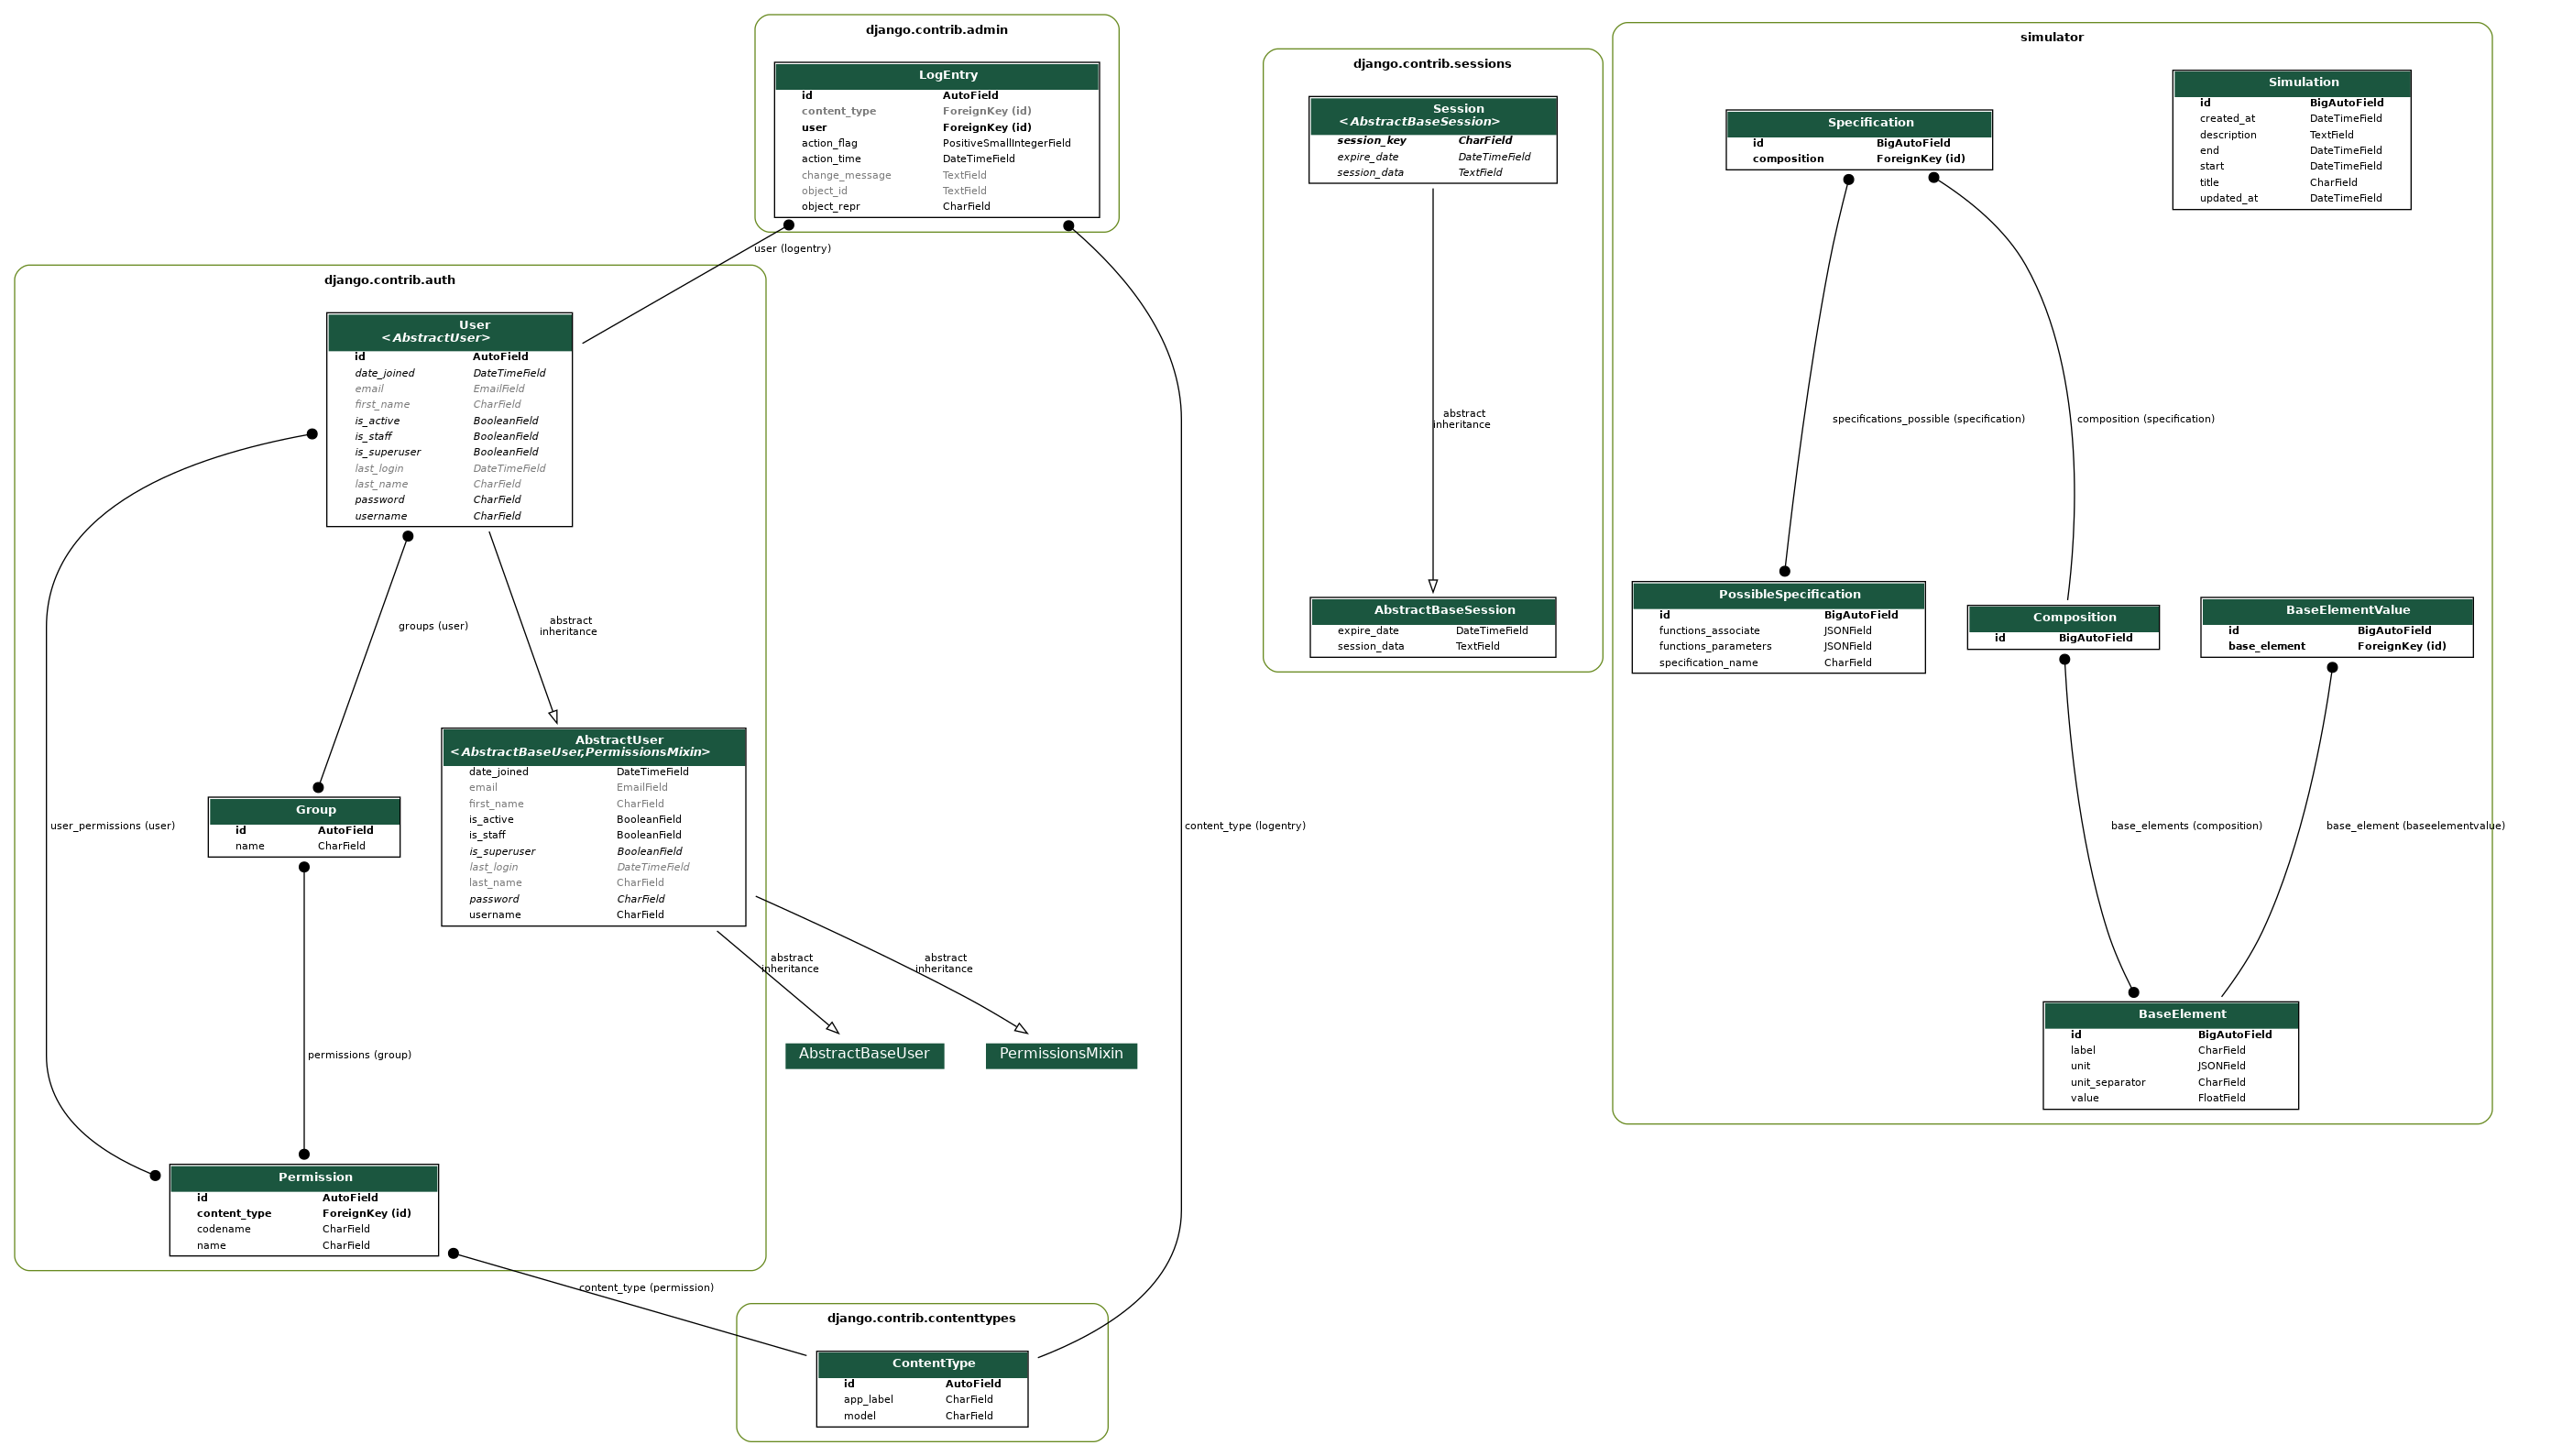 django.contrib.admin
LogEntry
id AutoField
content_type ForeignKey (id)
user ForeignKey (id)
action_flag PositiveSmallIntegerField
action_time DateTimeField
change_message TextField
object_id TextField
object_repr CharField
user (logentry)
django.contrib.auth
User
<AbstractUser>
id AutoField
date_joined DateTimeField
email EmailField
first_name CharField
is_active BooleanField
is_staff BooleanField
is_superuser BooleanField
last_login DateTimeField
last_name CharField
password CharField
username CharField
groups (user)
abstract
inheritance
AbstractUser
<AbstractBaseUser,PermissionsMixin>
date_joined DateTimeField
email EmailField
first_name CharField
is_active BooleanField
is_staff BooleanField
is_superuser BooleanField
last_login DateTimeField
last_name CharField
password CharField
username CharField
user_permissions (user)
Group
id AutoField
name CharField
permissions (group)
abstract
inheritance
abstract
inheritance
AbstractBaseUser
PermissionsMixin
Permission
id AutoField
content_type ForeignKey (id)
codename CharField
name CharField
content_type (permission)
content_type (logentry)
django.contrib.contenttypes
ContentType
id AutoField
app_label CharField
model CharField
django.contrib.sessions
Session
<AbstractBaseSession>
session_key CharField
expire_date DateTimeField
session_data TextField
abstract
inheritance
AbstractBaseSession
expire_date DateTimeField
session_data TextField
simulator
Specification
id BigAutoField
composition ForeignKey (id)
Simulation
id BigAutoField
created_at DateTimeField
description TextField
end DateTimeField
start DateTimeField
title CharField
updated_at DateTimeField
specifications_possible (specification)
composition (specification)
PossibleSpecification
id BigAutoField
functions_associate JSONField
functions_parameters JSONField
specification_name CharField
Composition
id BigAutoField
BaseElementValue
id BigAutoField
base_element ForeignKey (id)
base_elements (composition)
base_element (baseelementvalue)
BaseElement
id BigAutoField
label CharField
unit JSONField
unit_separator CharField
value FloatField